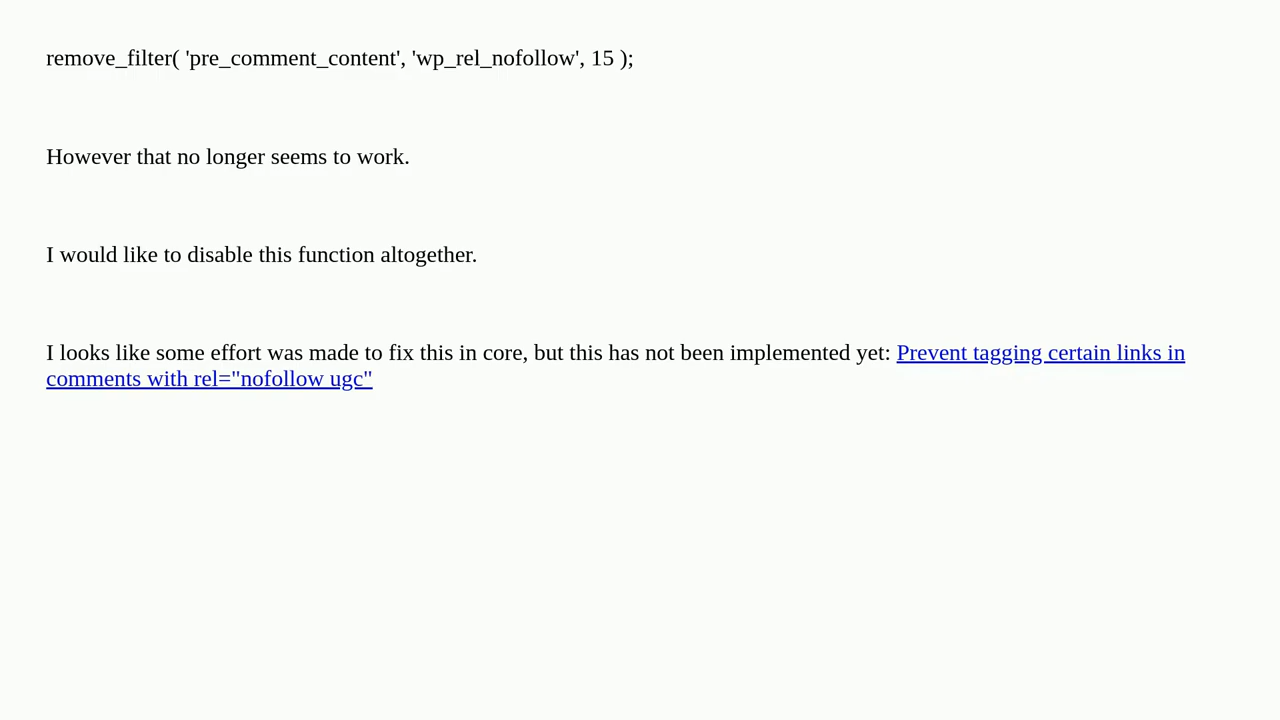 remove_filter( 'pre_comment_content', 'wp_rel_nofollow', 15 );
However that no longer seems to work.
I would like to disable this function altogether.
I looks like some effort was made to fix this in core, but this has not been implemented yet: Prevent tagging certain links in
comments with rel="nofollow ugc"